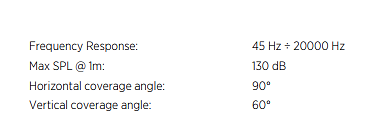 Frequency Response: 45 Hz ÷ 20000 Hz
Max SPL @ 1m: 130 dB
Horizontal coverage angle: 90°
Vertical coverage angle: 60°